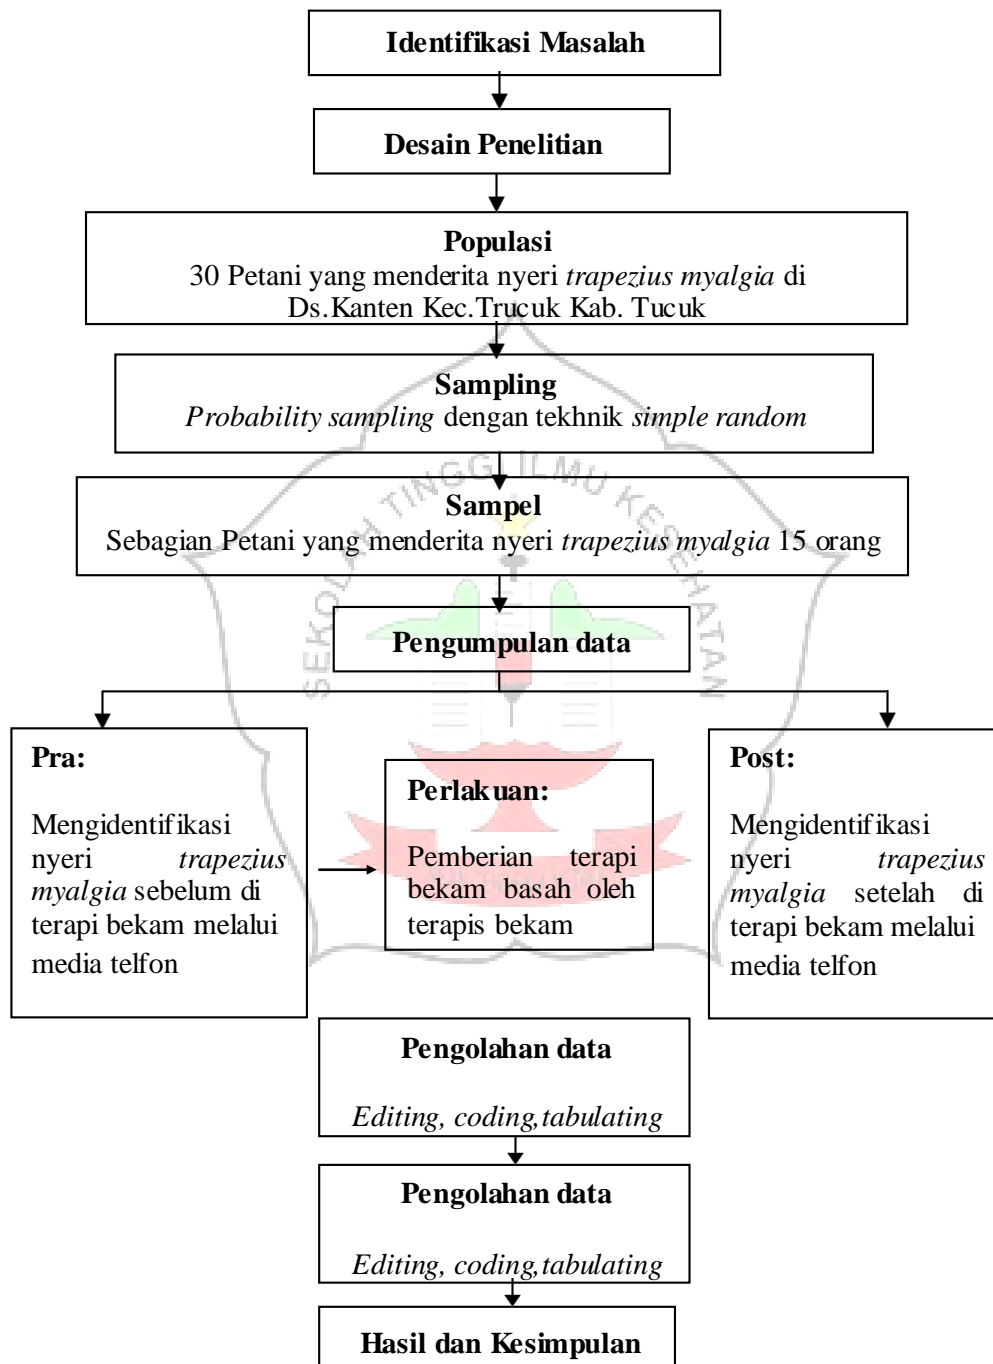 Identifikasi Masalah
Desain Penelitian
Populasi
30 Petani yang menderita nyeri trapezius myalgia di
Ds.Kanten Kec.Trucuk Kab. Tucuk
Sampling
Probability sampling dengan tekhnik simple random
SEKOLAH TINGG ILMU KESEHATAN
Sampel
Sebagian Petani yang menderita nyeri trapezius myalgia 15 orang
Pengumpulan data
Pra:
Mengidentifikasi
nyeri trapezius
myalgia sebelum di
terapi bekam melalui
media telfon
Perlakuan:
Pemberian terapi
bekam basah oleh
terapis bekam
Post:
Mengidentifikasi
nyeri trapezius
myalgia setelah di
terapi bekam melalui
media telfon
Pengolahan data
Editing, coding,tabulating
Pengolahan data
Editing, coding,tabulating
Hasil dan Kesimpulan